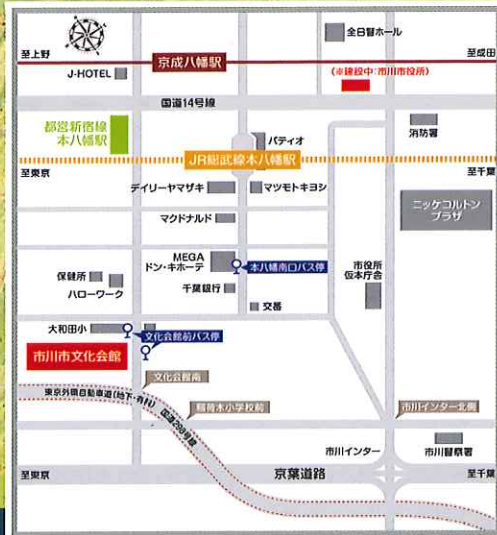 全日警ホール
至上野
京成八幡駅
至成田
J-HOTEL
(※建設中:市川市役所)
国道14号線
都営新宿線
本八幡駅
パティオ
消防署
JR総武線本八幡駅
至東京
至千葉
デイリーヤマザキ
マツモトキヨシ
ニッケコルトン
プラザ
マクドナルド
MEGA
ドン・キホーテ
本八幡南口バス停
市役所
仮本庁舎
保健所
ハローワーク
千葉銀行
交番
大和田小
文化会館前バス停
市川市文化会館
文化会館南
東京外環自動車道(地下・有料)
国道298号線
稲荷木小学校前
市川インター北側
市川インター
市川警察署
至東京
京葉道路
至千葉